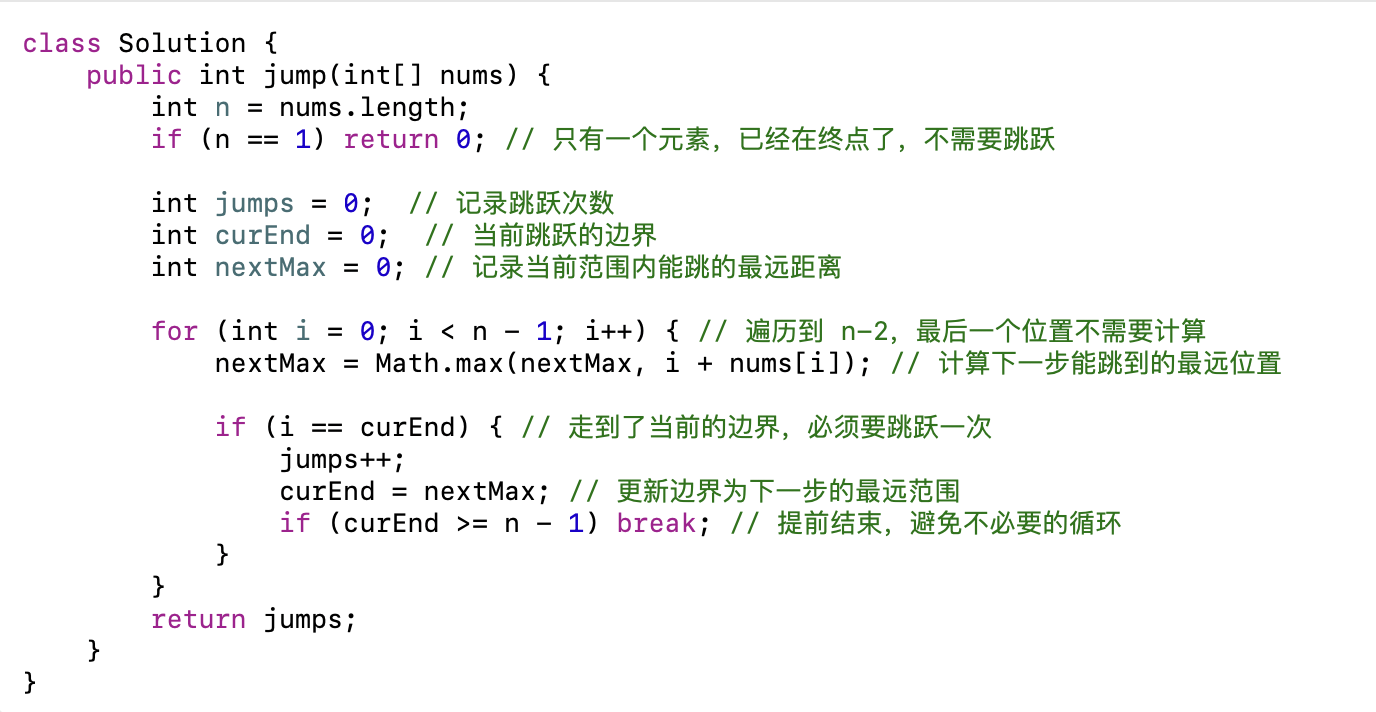 class Solution {
    public int jump(int[] nums) {
        int n = nums.length;
        if (n == 1) return 0; // 只有一个元素，已经在终点了，不需要跳跃
        int jumps = 0;  // 记录跳跃次数
        int curEnd = 0;  // 当前跳跃的边界
        int nextMax = 0; // 记录当前范围内能跳的最远距离
        for (int i = 0; i < n - 1; i++) { // 遍历到 n-2，最后一个位置不需要计算
            nextMax = Math.max(nextMax, i + nums[i]); // 计算下一步能跳到的最远位置
            if (i == curEnd) { // 走到了当前的边界，必须要跳跃一次
                jumps++;
                curEnd = nextMax; // 更新边界为下一步的最远范围
                if (curEnd >= n - 1) break; // 提前结束，避免不必要的循环
            }
        }
        return jumps;
    }
}